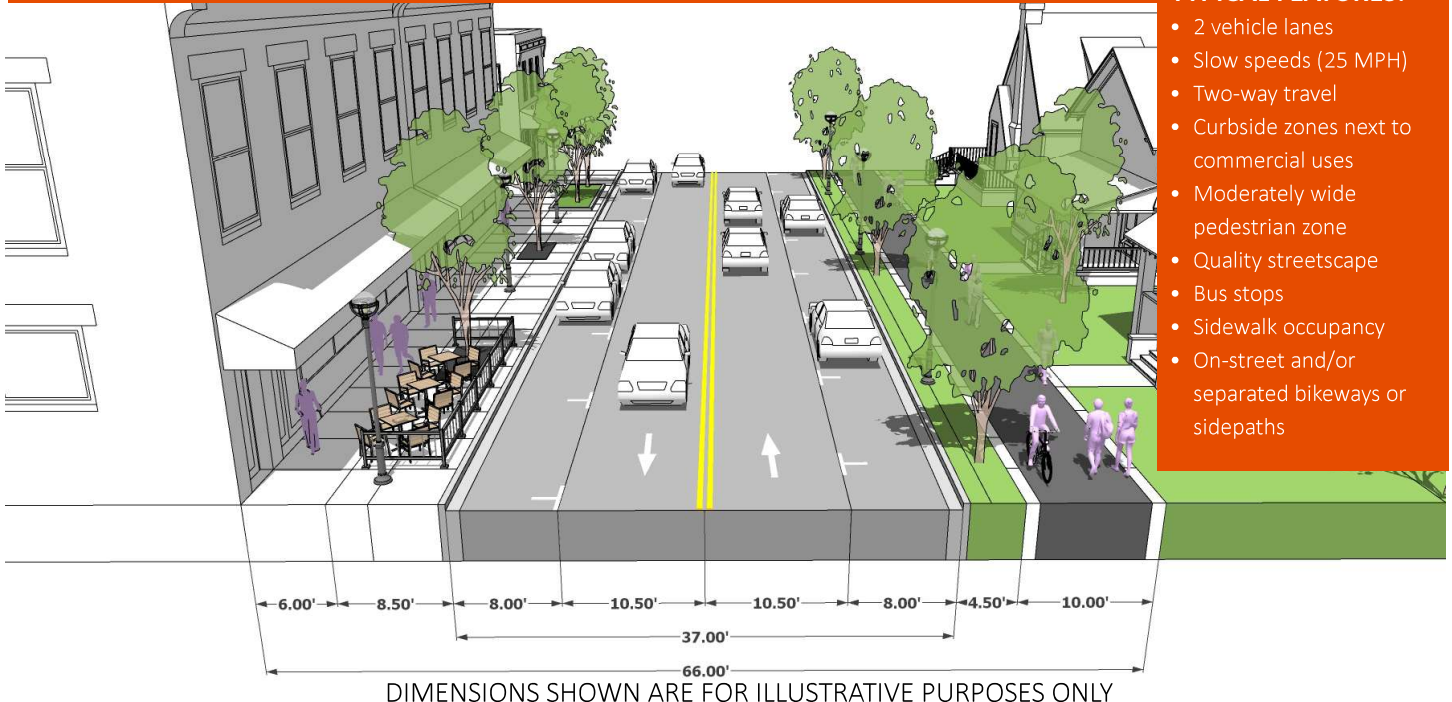 • 2 vehicle lanes
• Slow speeds (25 MPH)
• Two-way travel
• Curbside zones next to
commercial uses
• Moderately wide
pedestrian zone
• Quality streetscape
• Bus stops
• Sidewalk occupancy
• On-street and/or
separated bikeways or
sidepaths
6.00' 8.50' 8.00' 10.50' 10.50' 8.00' 4.50' 10.00'
37.00'
66.00'
DIMENSIONS SHOWN ARE FOR ILLUSTRATIVE PURPOSES ONLY